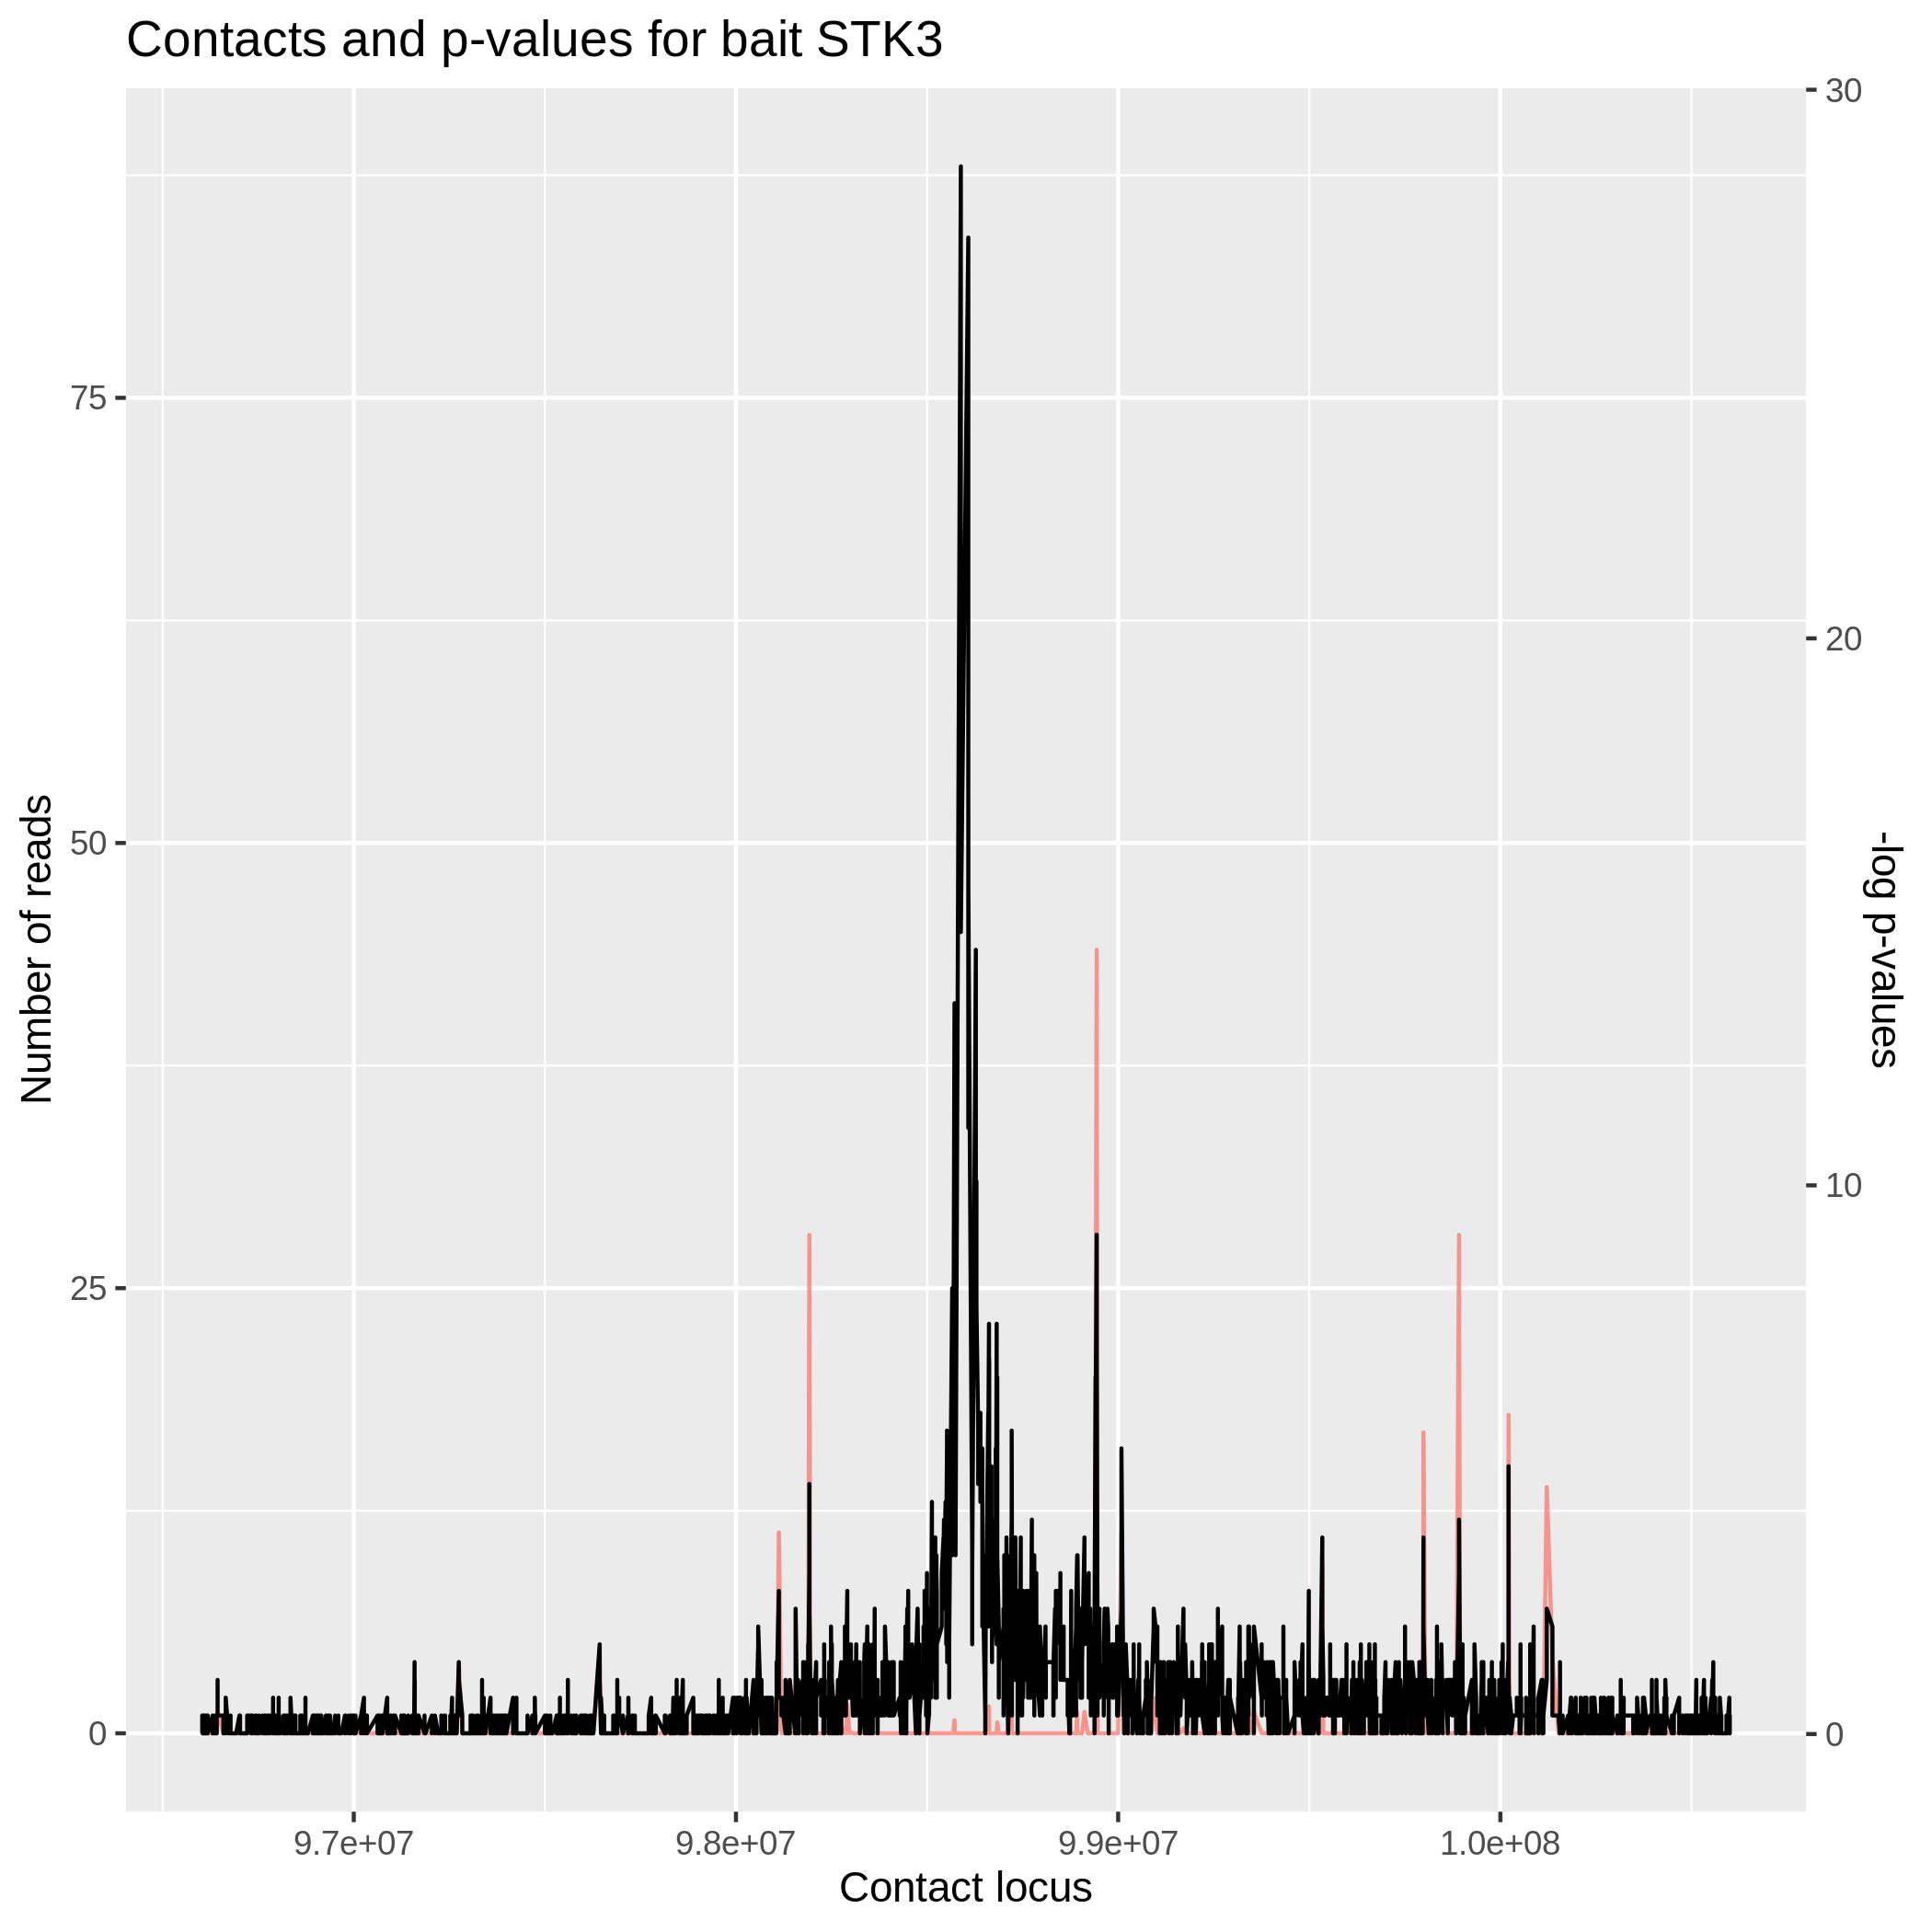 Contacts and p-values for bait STK3
30
75
20
50
Number of reads
-log p-values
10
25
0
0
9.7e+07
9.8e+07
9.9e+07
1.0e+08
Contact locus